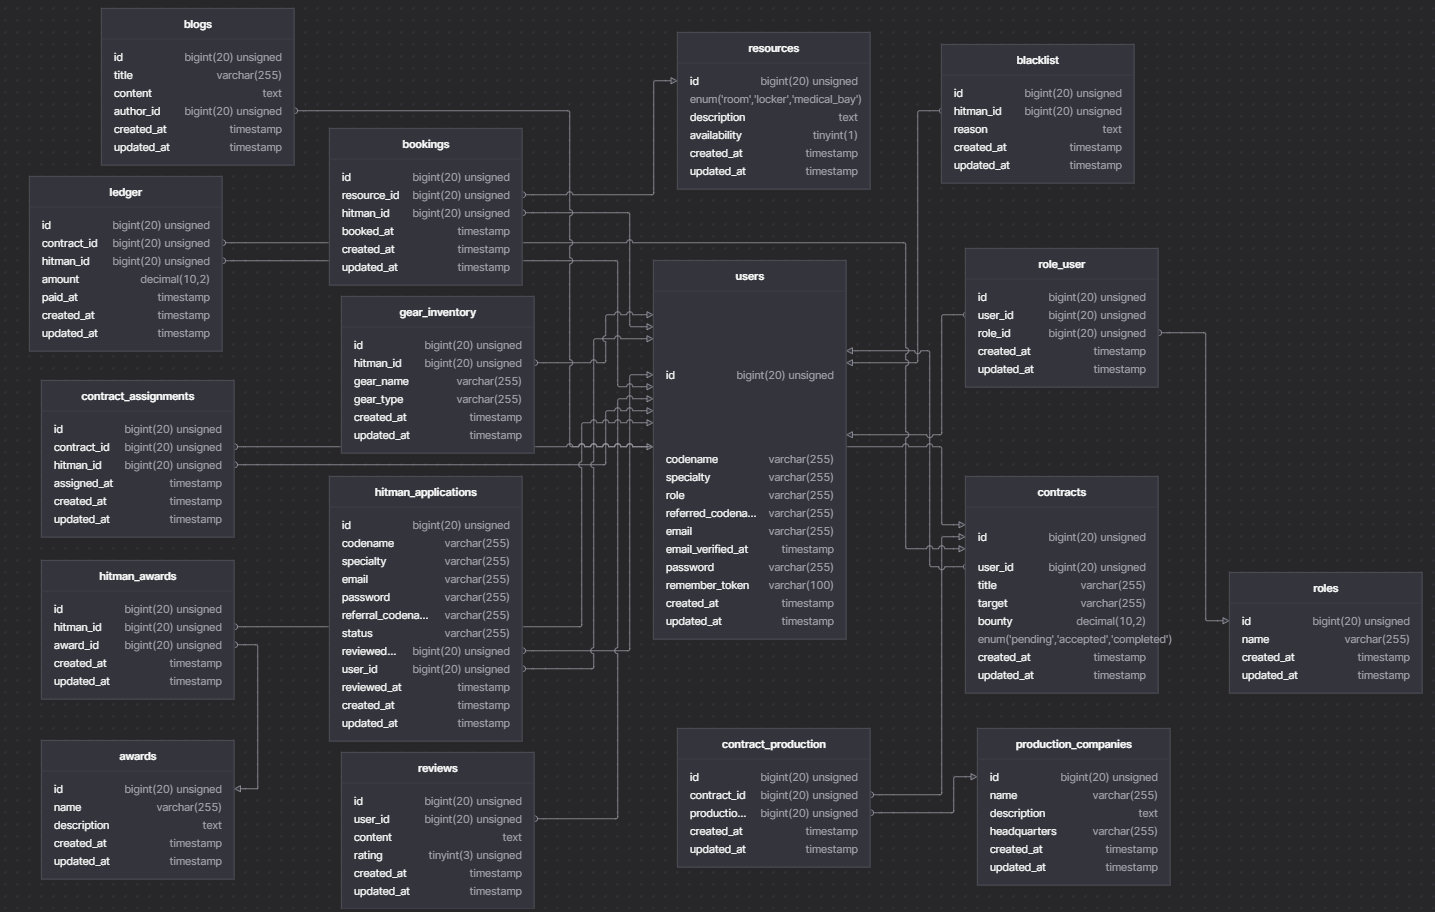 blogs
id bigint(20) unsigned
title varchar(255)
content text
author_id bigint(20) unsigned
created_at timestamp
updated_at timestamp
ledger
id bigint(20) unsigned
contract_id bigint(20) unsigned
hitman_id bigint(20) unsigned
amount decimal(10,2)
paid_at timestamp
created_at timestamp
updated_at timestamp
contract_assignments
id bigint(20) unsigned
contract_id bigint(20) unsigned
hitman_id bigint(20) unsigned
assigned_at timestamp
created_at timestamp
updated_at timestamp
hitman_awards
id bigint(20) unsigned
hitman_id bigint(20) unsigned
award_id bigint(20) unsigned
created_at timestamp
updated_at timestamp
awards
id bigint(20) unsigned
name varchar(255)
description text
created_at timestamp
updated_at timestamp
bookings
id bigint(20) unsigned
resource_id bigint(20) unsigned
hitman_id bigint(20) unsigned
booked_at timestamp
created_at timestamp
updated_at timestamp
gear_inventory
id bigint(20) unsigned
hitman_id bigint(20) unsigned
gear_name varchar(255)
gear_type varchar(255)
created_at timestamp
updated_at timestamp
hitman_applications
id bigint(20) unsigned
codename varchar(255)
specialty varchar(255)
email varchar(255)
password varchar(255)
referral_codena... varchar(255)
status varchar(255)
reviewed... bigint(20) unsigned
user_id bigint(20) unsigned
reviewed_at timestamp
created_at timestamp
updated_at timestamp
reviews
id bigint(20) unsigned
user_id bigint(20) unsigned
content text
rating tinyint(3) unsigned
created_at timestamp
updated_at timestamp
resources
id bigint(20) unsigned
enum('room','locker','medical_bay')
description text
availability tinyint(1)
created_at timestamp
updated_at timestamp
users
id bigint(20) unsigned
codename varchar(255)
specialty varchar(255)
role varchar(255)
referred_codena... varchar(255)
email varchar(255)
email_verified_at timestamp
password varchar(255)
remember_token varchar(100)
created_at timestamp
updated_at timestamp
contract_production
id bigint(20) unsigned
contract_id bigint(20) unsigned
productio... bigint(20) unsigned
created_at timestamp
updated_at timestamp
blacklist
id bigint(20) unsigned
hitman_id bigint(20) unsigned
reason text
created_at timestamp
updated_at timestamp
role_user
id bigint(20) unsigned
user_id bigint(20) unsigned
role_id bigint(20) unsigned
created_at timestamp
updated_at timestamp
contracts
id bigint(20) unsigned
user_id bigint(20) unsigned
title varchar(255)
target varchar(255)
bounty decimal(10,2)
enum('pending','accepted','completed')
created_at timestamp
updated_at timestamp
production_companies
id bigint(20) unsigned
name varchar(255)
description text
headquarters varchar(255)
created_at timestamp
updated_at timestamp
roles
id bigint(20) unsigned
name varchar(255)
created_at timestamp
updated_at timestamp